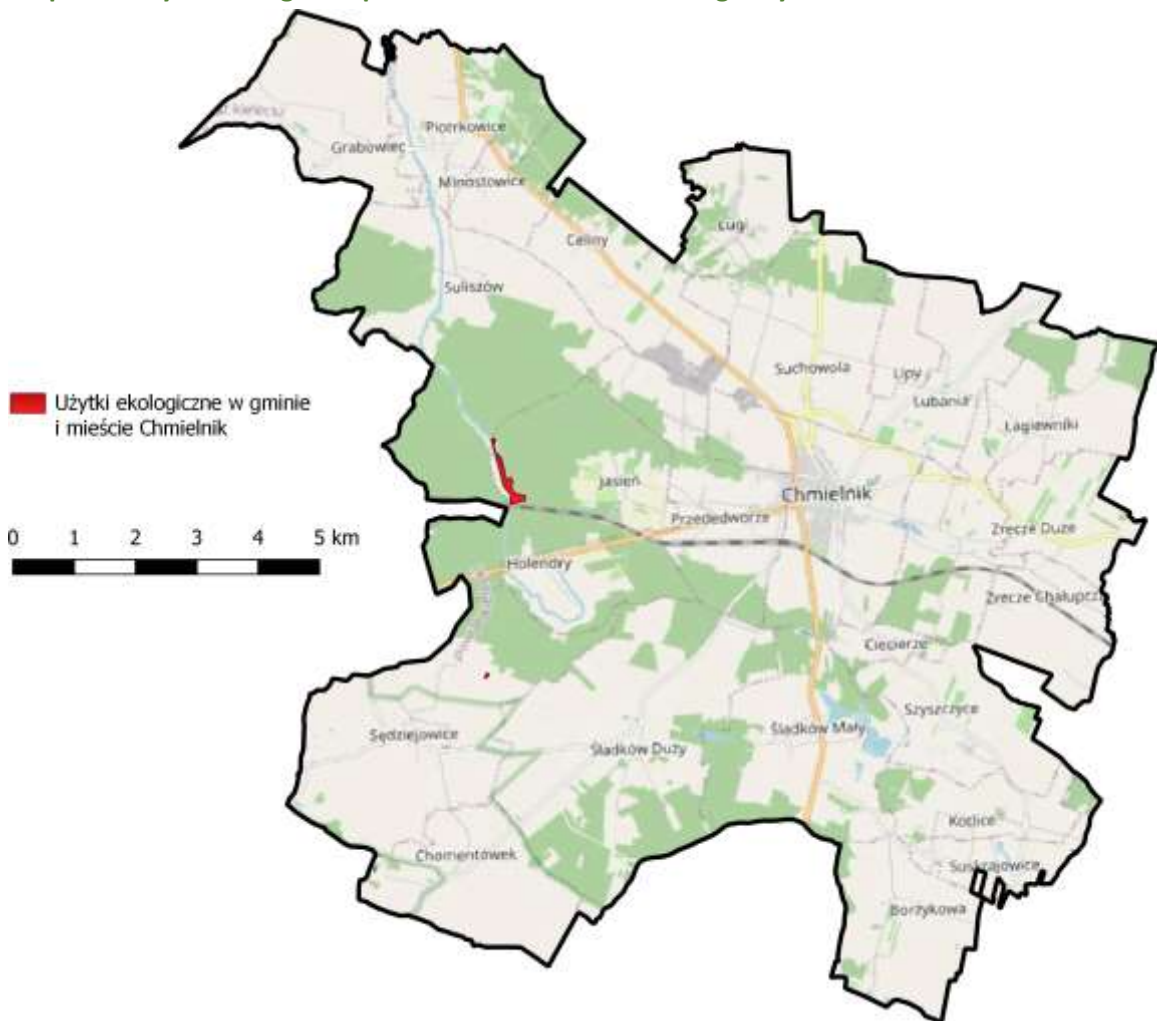 Piotrkowice
Grabowiec
Minostowice
Celiny
Ługi
Suliszów
Suchowola
Lipy
Lubania
Łagiewniki
Użytki ekologiczne w gminie
i mieście Chmielnik
Jasień
Chmielnik
Przededworze
Zrecze Duże
0 1 2 3 4 5 km
Holendry
Zrecze Chałupcz
Ciecierze
Szyszczyce
Sędziejowice
Śladków Duży
Śladków Mały
Kotlice
Chomentówek
Suskrajowice
Borzykowa